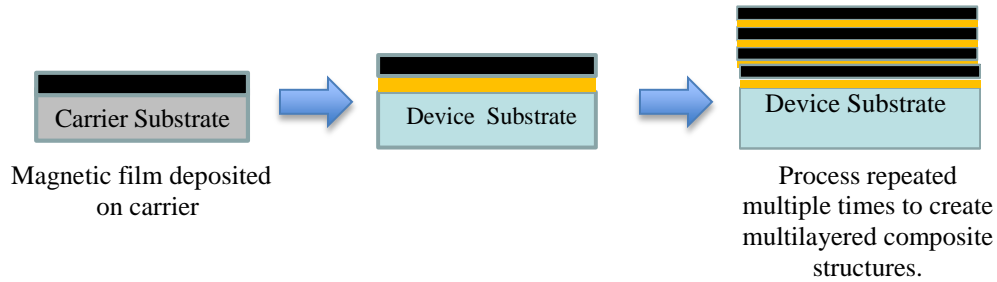 Carrier Substrate
Magnetic film deposited
on carrier
Device  Substrate
Device Substrate
Process repeated
multiple times to create
multilayered composite
structures.